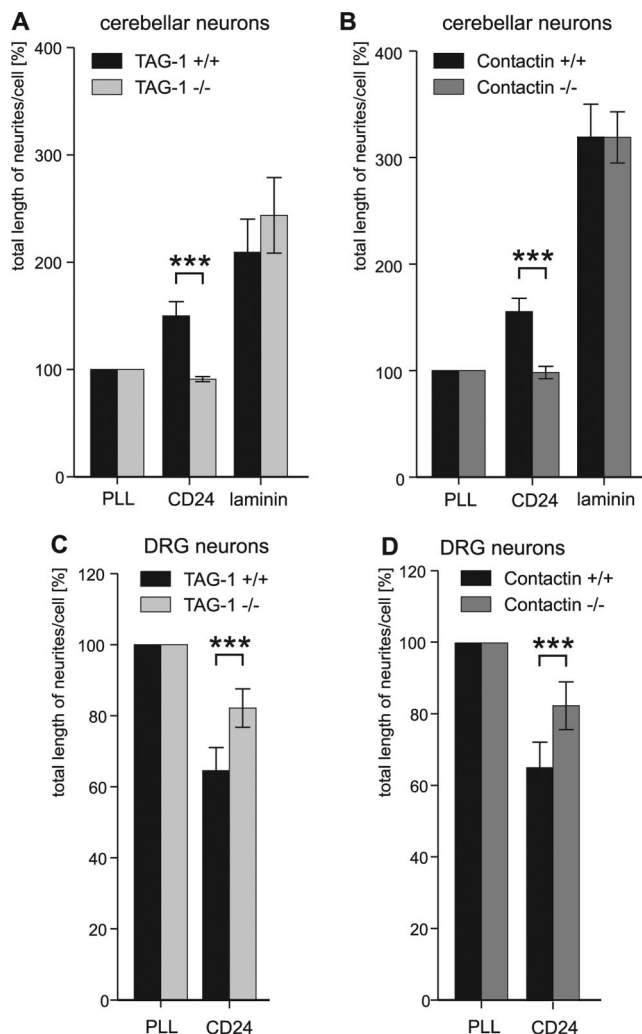 A
cerebellar neurons
TAG-1 +/+
TAG-1 -/-
total length of neurites/cell [%]
400
300
200
100
0
***
PLL
CD24
laminin
B
cerebellar neurons
Contactin +/+
Contactin -/-
total length of neurites/cell [%]
400
300
200
100
0
***
PLL
CD24
laminin
C
DRG neurons
TAG-1 +/+
TAG-1 -/-
total length of neurites/cell [%]
120
100
80
60
40
20
0
***
PLL
CD24
D
DRG neurons
Contactin +/+
Contactin -/-
total length of neurites/cell [%]
120
100
80
60
40
20
0
***
PLL
CD24